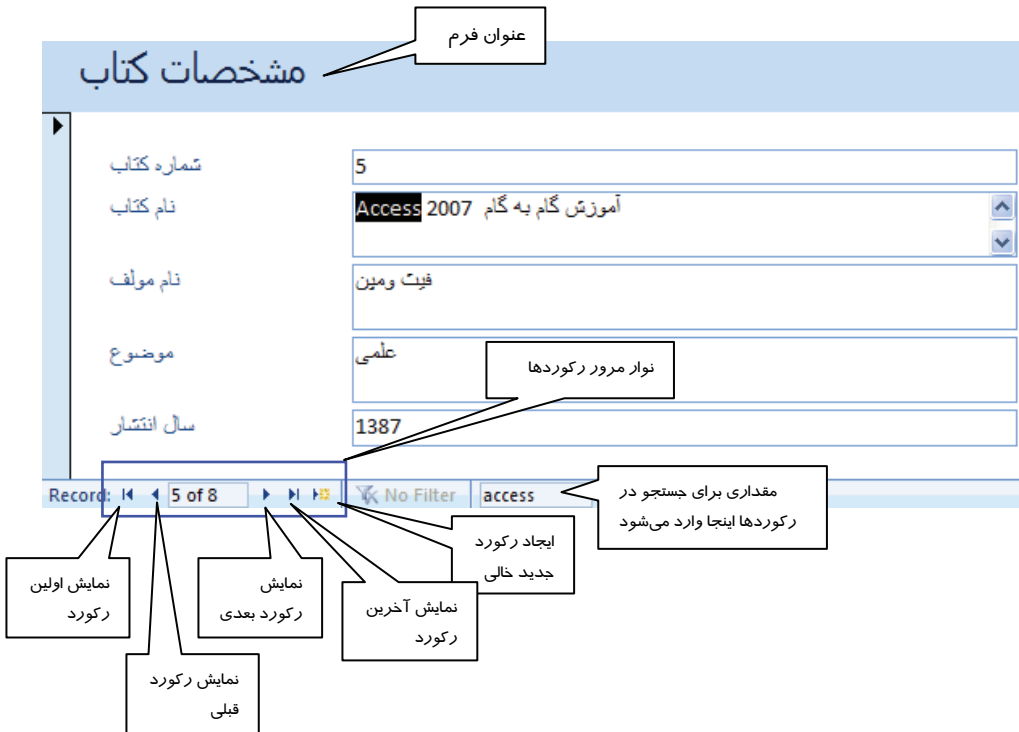 عنوان فرم
مشخصات کتاب
شماره کتاب
5
نام کتاب
آموزش گام به گام Access 2007
نام مولف
فیت ومین
موضوع
علمی
نوار مرور رکوردها
سال انتشار
1387
Record: 5 of 8 No Filter access
مقداری برای جستجو در
رکوردها اینجا وارد می‌شود
ایجاد رکورد
جدید خالی
نمایش اولین
رکورد
نمایش
رکورد بعدی
نمایش آخرین
رکورد
نمایش رکورد
قبلی